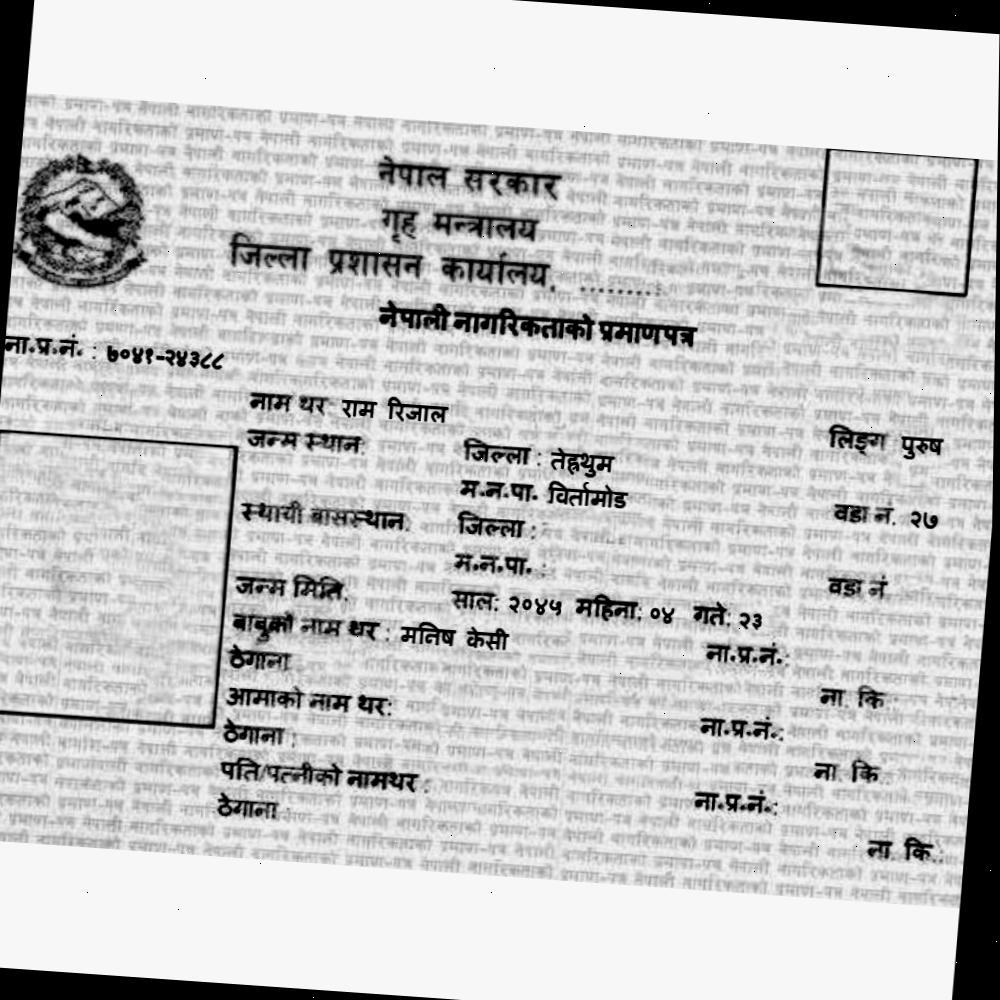 नेपाल सरकार
गृह मन्त्रालय
जिल्ला प्रशासन कार्यालय. .........
नेपाली नागरिकताको प्रमाणपत्र
ना.प्र.नं. : ७०४१-२४३८८
नाम थर राम रिजाल लिङ्ग पुरुष
जन्म स्थान: जिल्ला : तेह्रथुम
म.न.पा. विर्तामोड वडा नं. २७
स्थायी बासस्थान: जिल्ला :
म.न.पा. : वडा नं
जन्म मिति: साल: २०४५ महिना: ०४ गते: २३
बाबुको नाम थर : मनिष केसी ना.प्र.नं.:
ठेगाना ना. कि.:
आमाको नाम थर: ना.प्र.नं.:
ठेगाना : ना. कि.:
पति/पत्नीको नामथर : ना.प्र.नं.:
ठेगाना : ना. कि.: